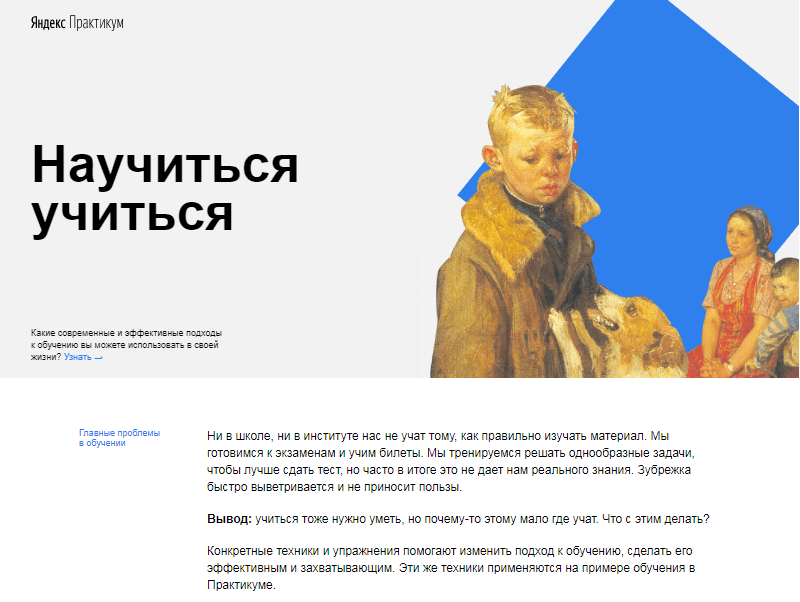 Яндекс Практикум
Научиться
учиться
Какие современные и эффективные подходы
к обучению вы можете использовать в своей
жизни? Узнать →
Главные проблемы
в обучении
Ни в школе, ни в институте нас не учат тому, как правильно изучать материал. Мы
готовимся к экзаменам и учим билеты. Мы тренируемся решать однообразные задачи,
чтобы лучше сдать тест, но часто в итоге это не дает нам реального знания. Зубрежка
быстро выветривается и не приносит пользы.
Вывод: учиться тоже нужно уметь, но почему-то этому мало где учат. Что с этим делать?
Конкретные техники и упражнения помогают изменить подход к обучению, сделать его
эффективным и захватывающим. Эти же техники применяются на примере обучения в
Практикуме.